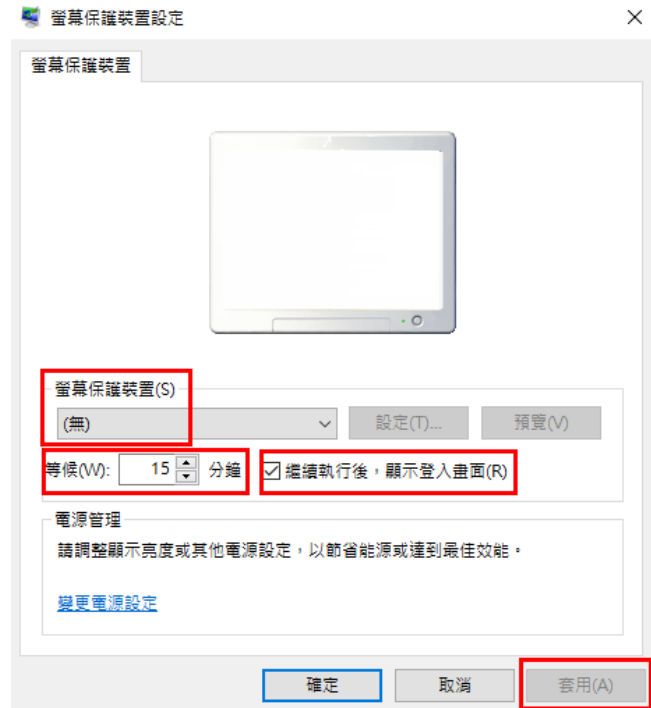 螢幕保護裝置設定
螢幕保護裝置
螢幕保護裝置(S)
(無) 設定(T)... 預覽(V)
等候(W): 15 分鐘 繼續執行後，顯示登入畫面(R)
電源管理
請調整顯示亮度或其他電源設定，以節省能源或達到最佳效能。
變更電源設定
確定 取消 套用(A)